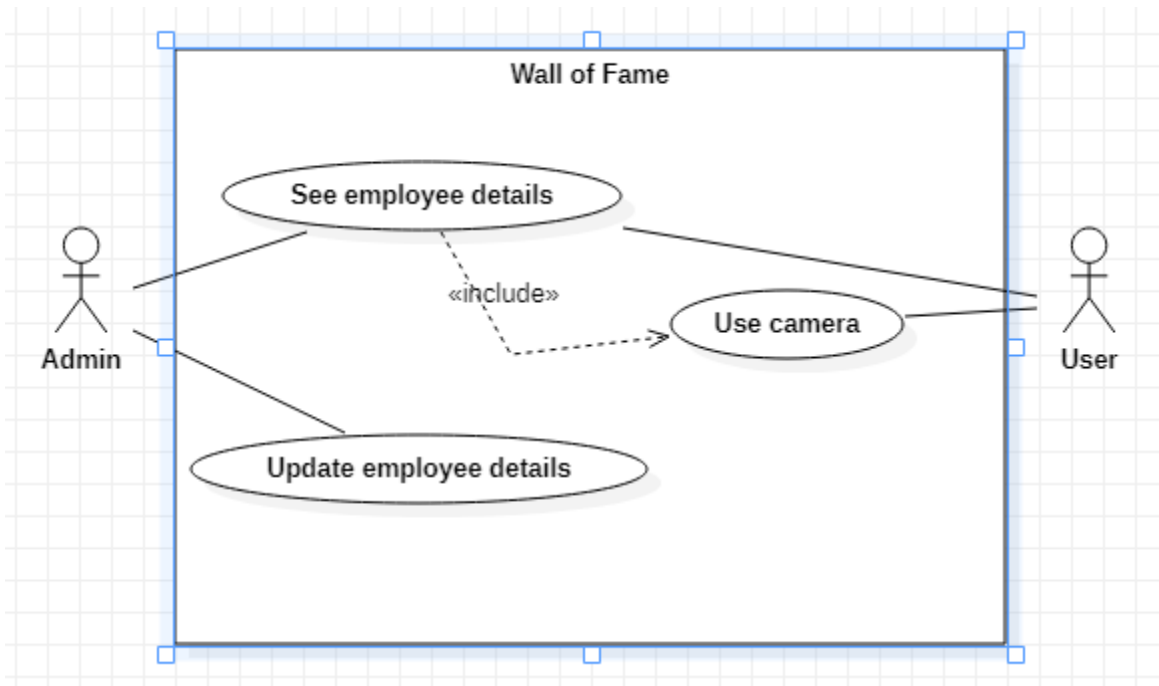 Wall of Fame
See employee details
«include»
Use camera
Admin
User
Update employee details